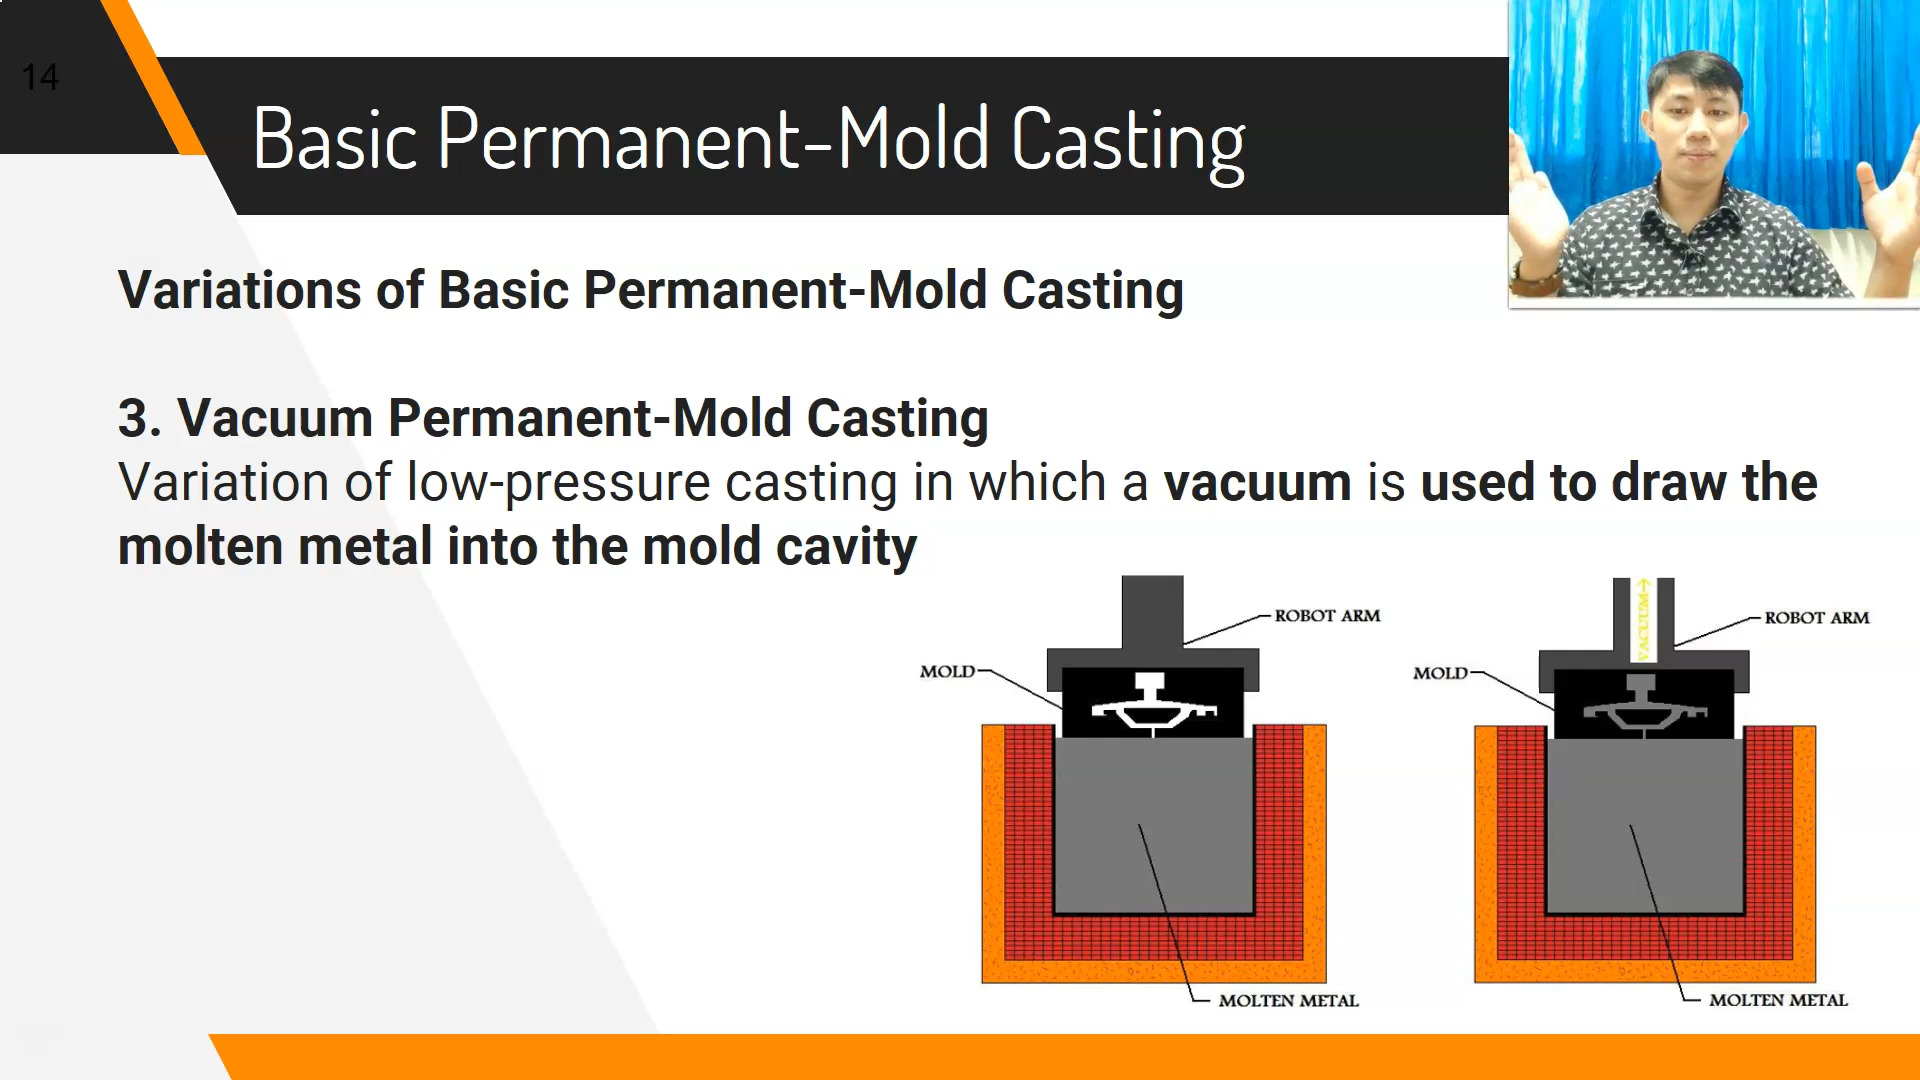 14
Basic Permanent-Mold Casting
Variations of Basic Permanent-Mold Casting
3. Vacuum Permanent-Mold Casting
Variation of low-pressure casting in which a vacuum is used to draw the
molten metal into the mold cavity
ROBOT ARM
MOLD
MOLTEN METAL
VACUUM
ROBOT ARM
MOLD
MOLTEN METAL